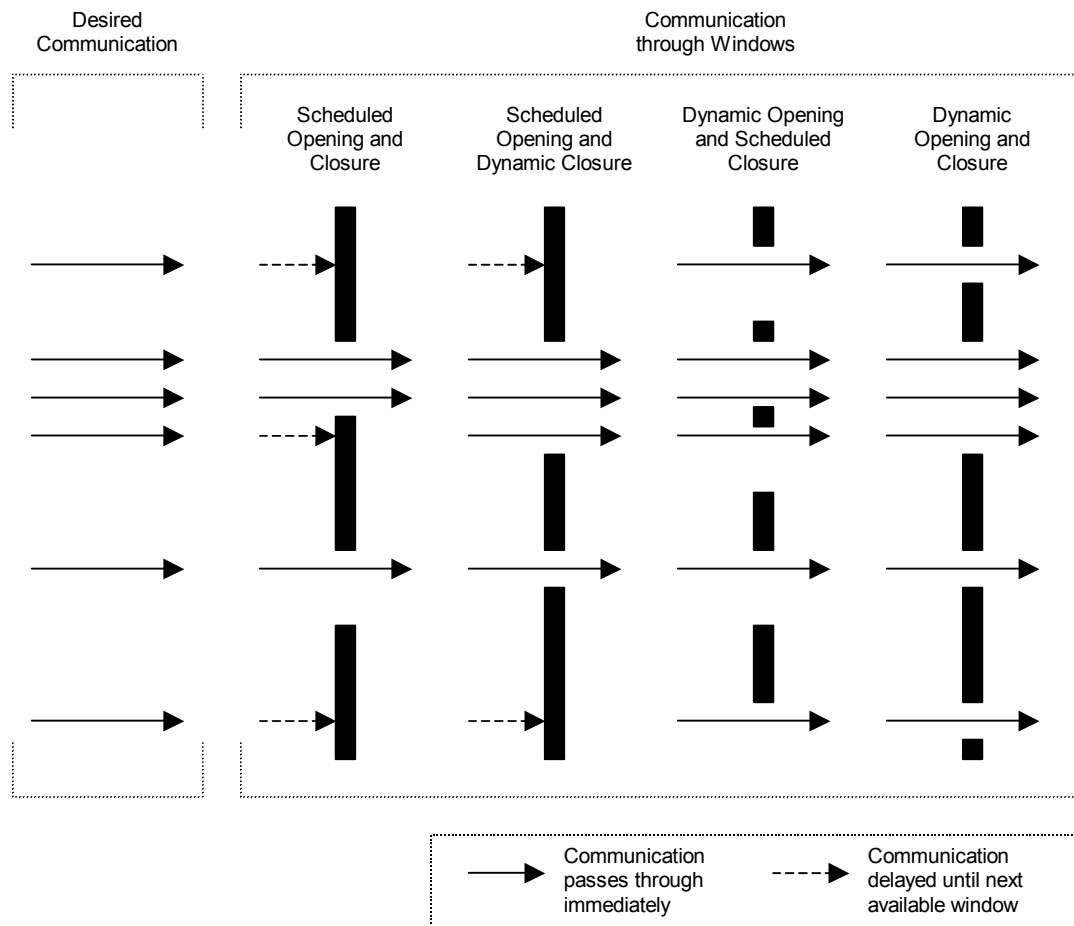 Desired
Communication
Communication
through Windows
Scheduled
Opening and
Closure
Scheduled
Opening and
Dynamic Closure
Dynamic Opening
and Scheduled
Closure
Dynamic
Opening and
Closure
Communication
passes through
immediately
Communication
delayed until next
available window